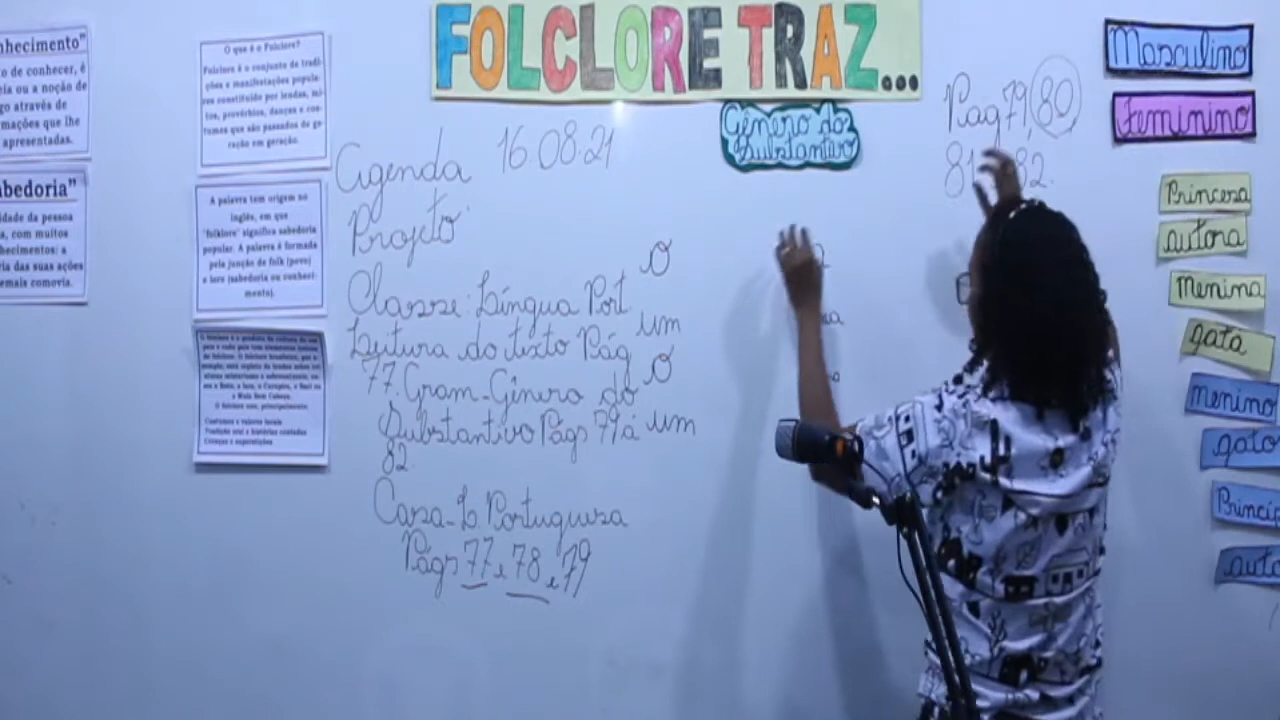 FOLCLORE TRAZ...
nhecimento"
o de conhecer, é
ia ou a noção de
go através de
mações que lhe
apresentadas.
abedoria"
idade da pessoa
a, com muitos
hecimentos: a
ria das suas ações
emais comovia.
O que é o Folclore?
Folclore é o conjunto de tradi-
ções e manifestações popula-
res constituído por lendas, mi-
tos, provérbios, danças e cos-
tumes que são passados de ge-
ração em geração.
A palavra tem origem no
inglês, em que
"folklore" significa sabedoria
popular. A palavra é formada
pela junção de folk (povo)
e lore (sabedoria ou conheci-
mento).
Agenda 16.08.21
Projeto:
Classe: Língua Port
Leitura do texto Pág
77. Gram-Gênero do
Substantivo Págs 79 à
82.
Casa-L. Portuguesa
Págs 77 e 78 e 79
O
um
O
um
Gênero do
Substantivo
Pag 79, 80
81 82.
Masculino
Feminino
Princesa
autora
Menina
gata
menino
gato
Princip
auto